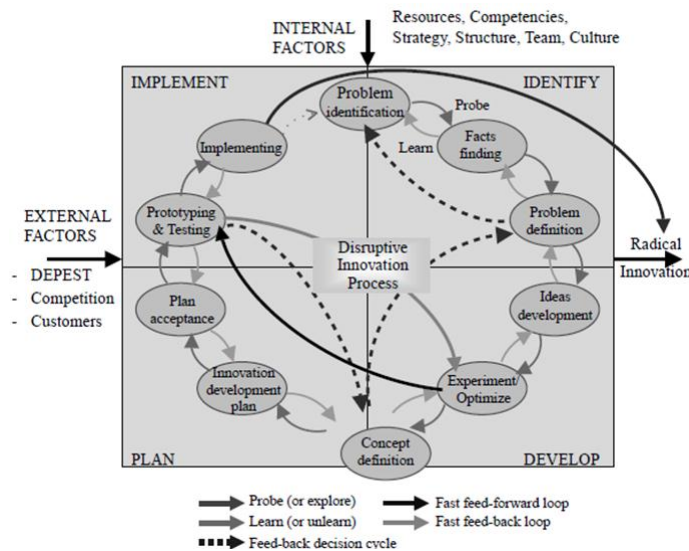 INTERNAL
FACTORS
Resources, Competencies,
Strategy, Structure, Team, Culture
IMPLEMENT
IDENTIFY
Problem
identification
Probe
Learn
Implementing
Facts
finding
EXTERNAL
FACTORS
- DEPEST
- Competition
- Customers
Prototyping
& Testing
Problem
definition
Disruptive
Innovation
Process
Radical
Innovation
Plan
acceptance
Ideas
development
Innovation
development
plan
Experiment/
Optimize
Concept
definition
PLAN
DEVELOP
Probe (or explore)
Fast feed-forward loop
Learn (or unlearn)
Fast feed-back loop
Feed-back decision cycle